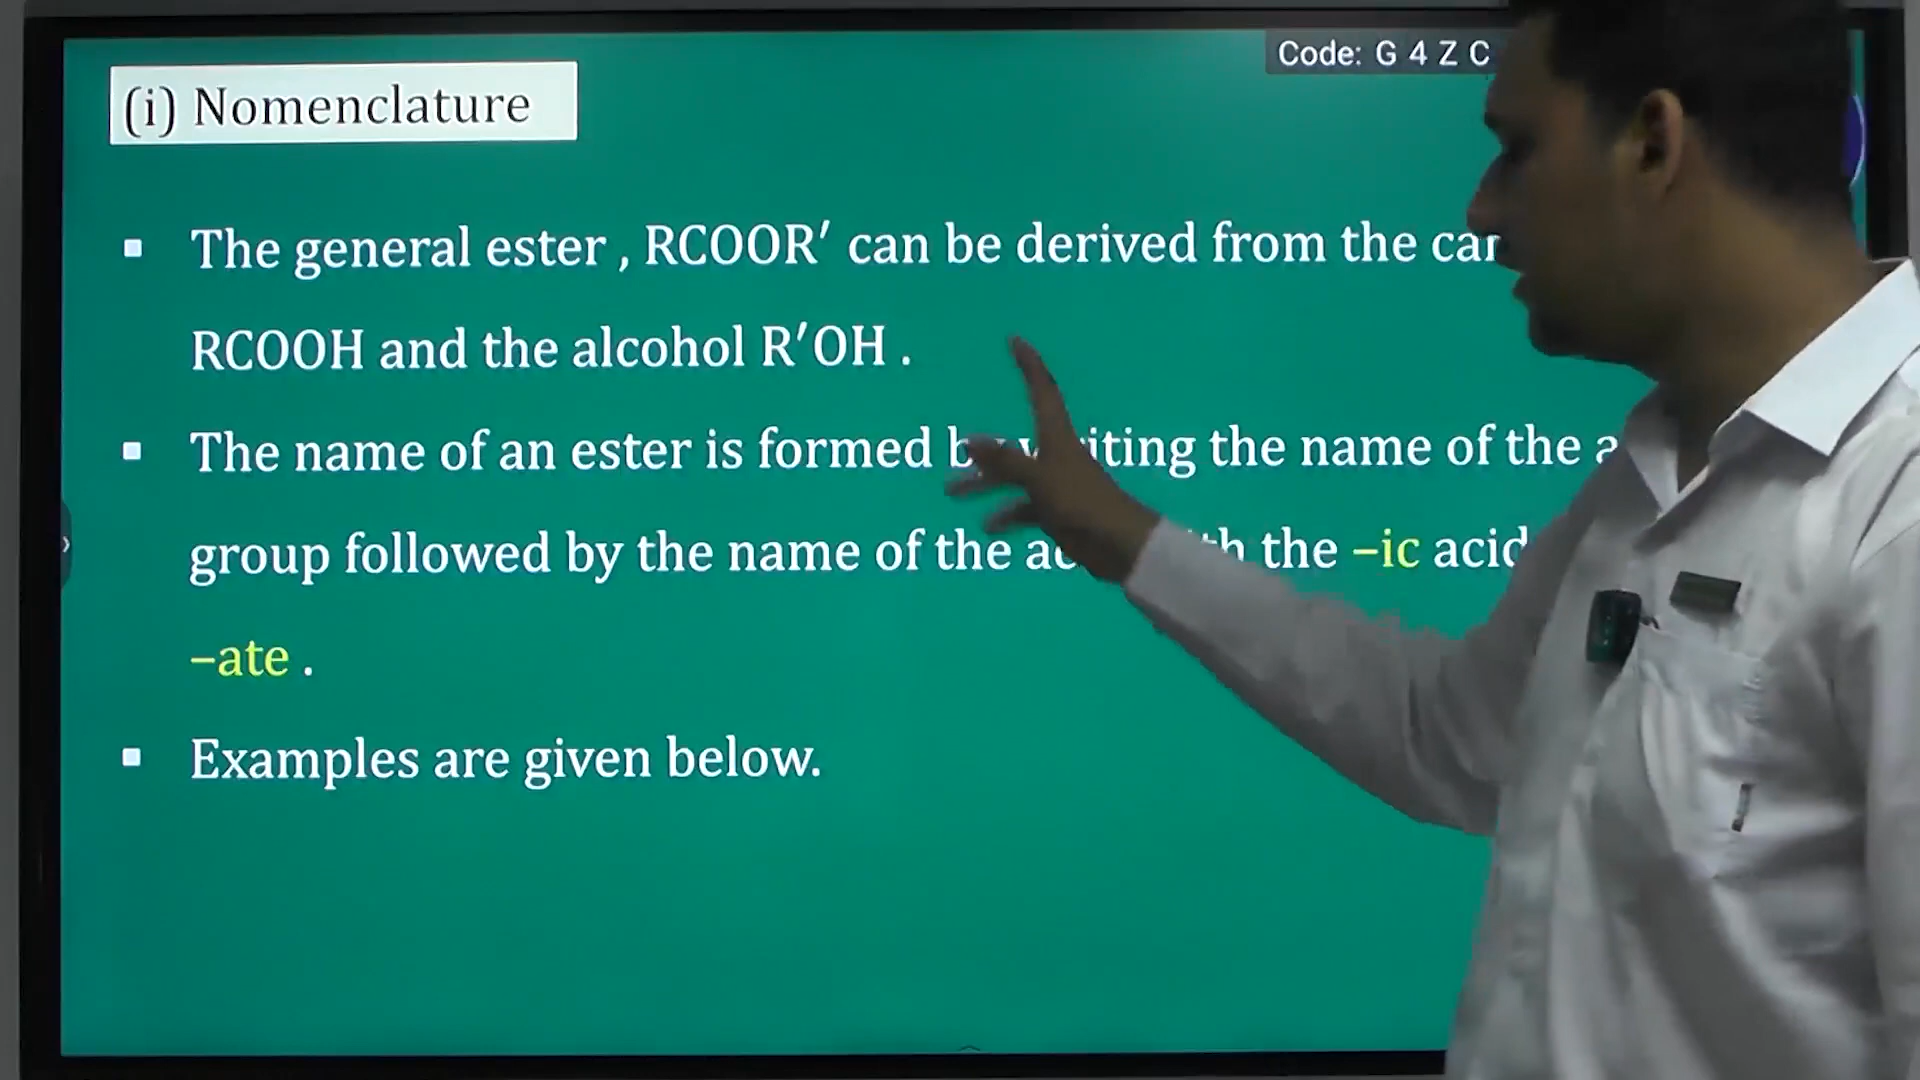 Code: G 4 Z C
(i) Nomenclature
▪ The general ester , RCOOR′ can be derived from the
RCOOH and the alcohol R′OH .
▪ The name of an ester is formed the name of the
group followed by the name of the the –ic acid
–ate .
▪ Examples are given below.